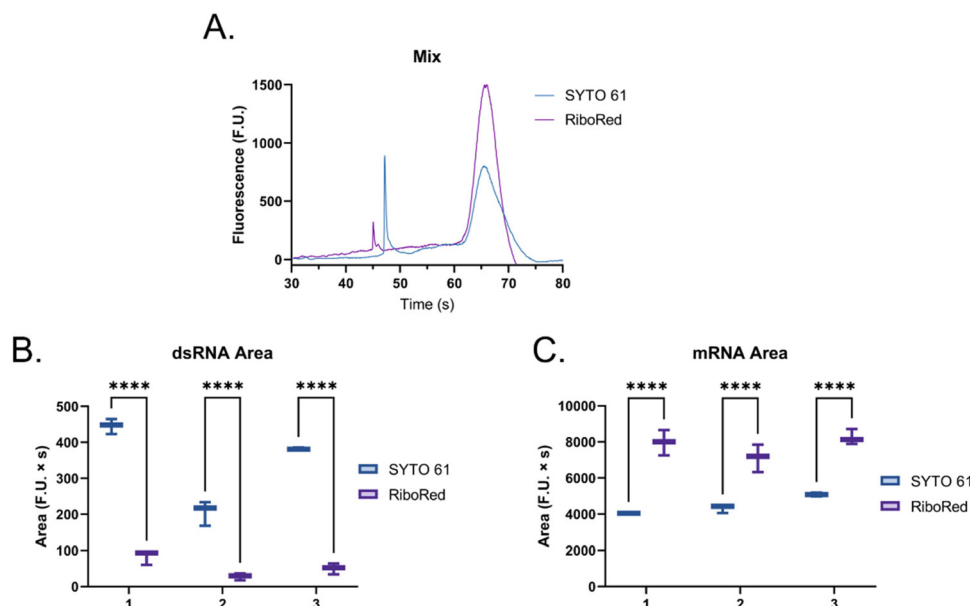 A.
Mix
Fluorescence (F.U.)
1500
1000
500
0
30 40 50 60 70 80
Time (s)
SYTO 61
RiboRed
B.
dsRNA Area
**** **** ****
Area (F.U. × s)
500
400
300
200
100
0
1 2 3
SYTO 61
RiboRed
C.
mRNA Area
**** **** ****
Area (F.U. × s)
10000
8000
6000
4000
2000
0
1 2 3
SYTO 61
RiboRed